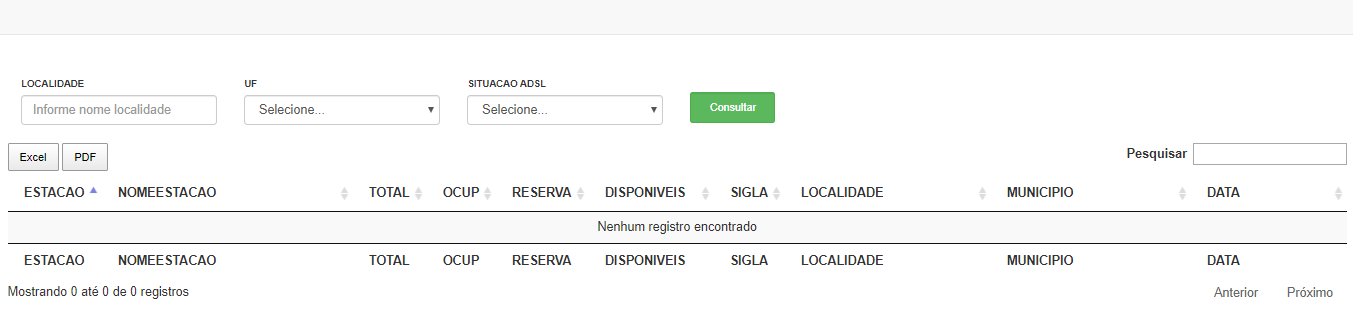 LOCALIDADE UF SITUACAO ADSL
Informe nome localidade Selecione... Selecione... Consultar
Excel PDF Pesquisar
ESTACAO NOMEESTACAO TOTAL OCUP RESERVA DISPONIVEIS SIGLA LOCALIDADE MUNICIPIO DATA
Nenhum registro encontrado
ESTACAO NOMEESTACAO TOTAL OCUP RESERVA DISPONIVEIS SIGLA LOCALIDADE MUNICIPIO DATA
Mostrando 0 até 0 de 0 registros Anterior Próximo